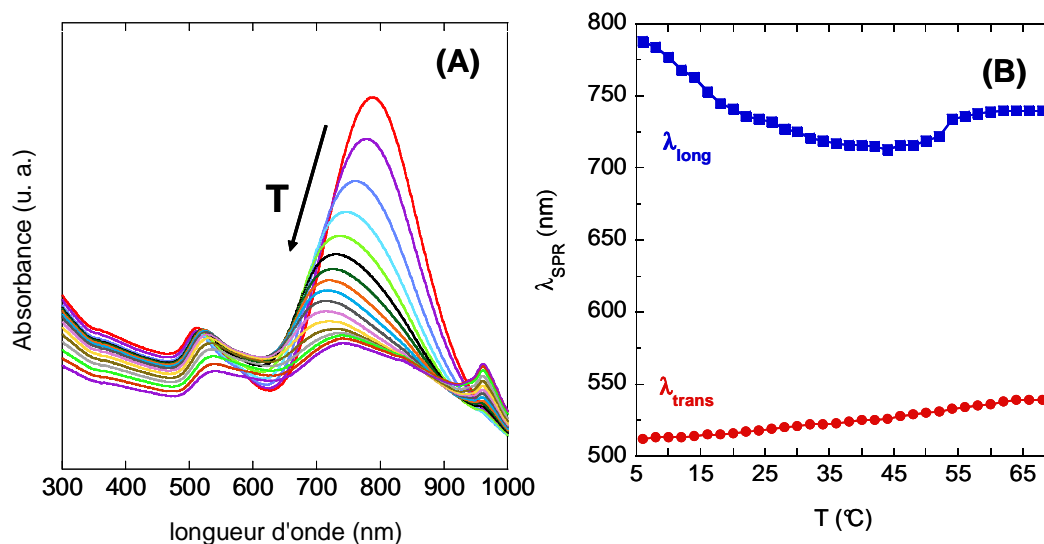 (A)
T
Absorbance (u. a.)
300 400 500 600 700 800 900 1000
longueur d'onde (nm)
(B)
800
750
700
650
600
550
500
λlong
λtrans
λSPR (nm)
5 15 25 35 45 55 65
T (°C)